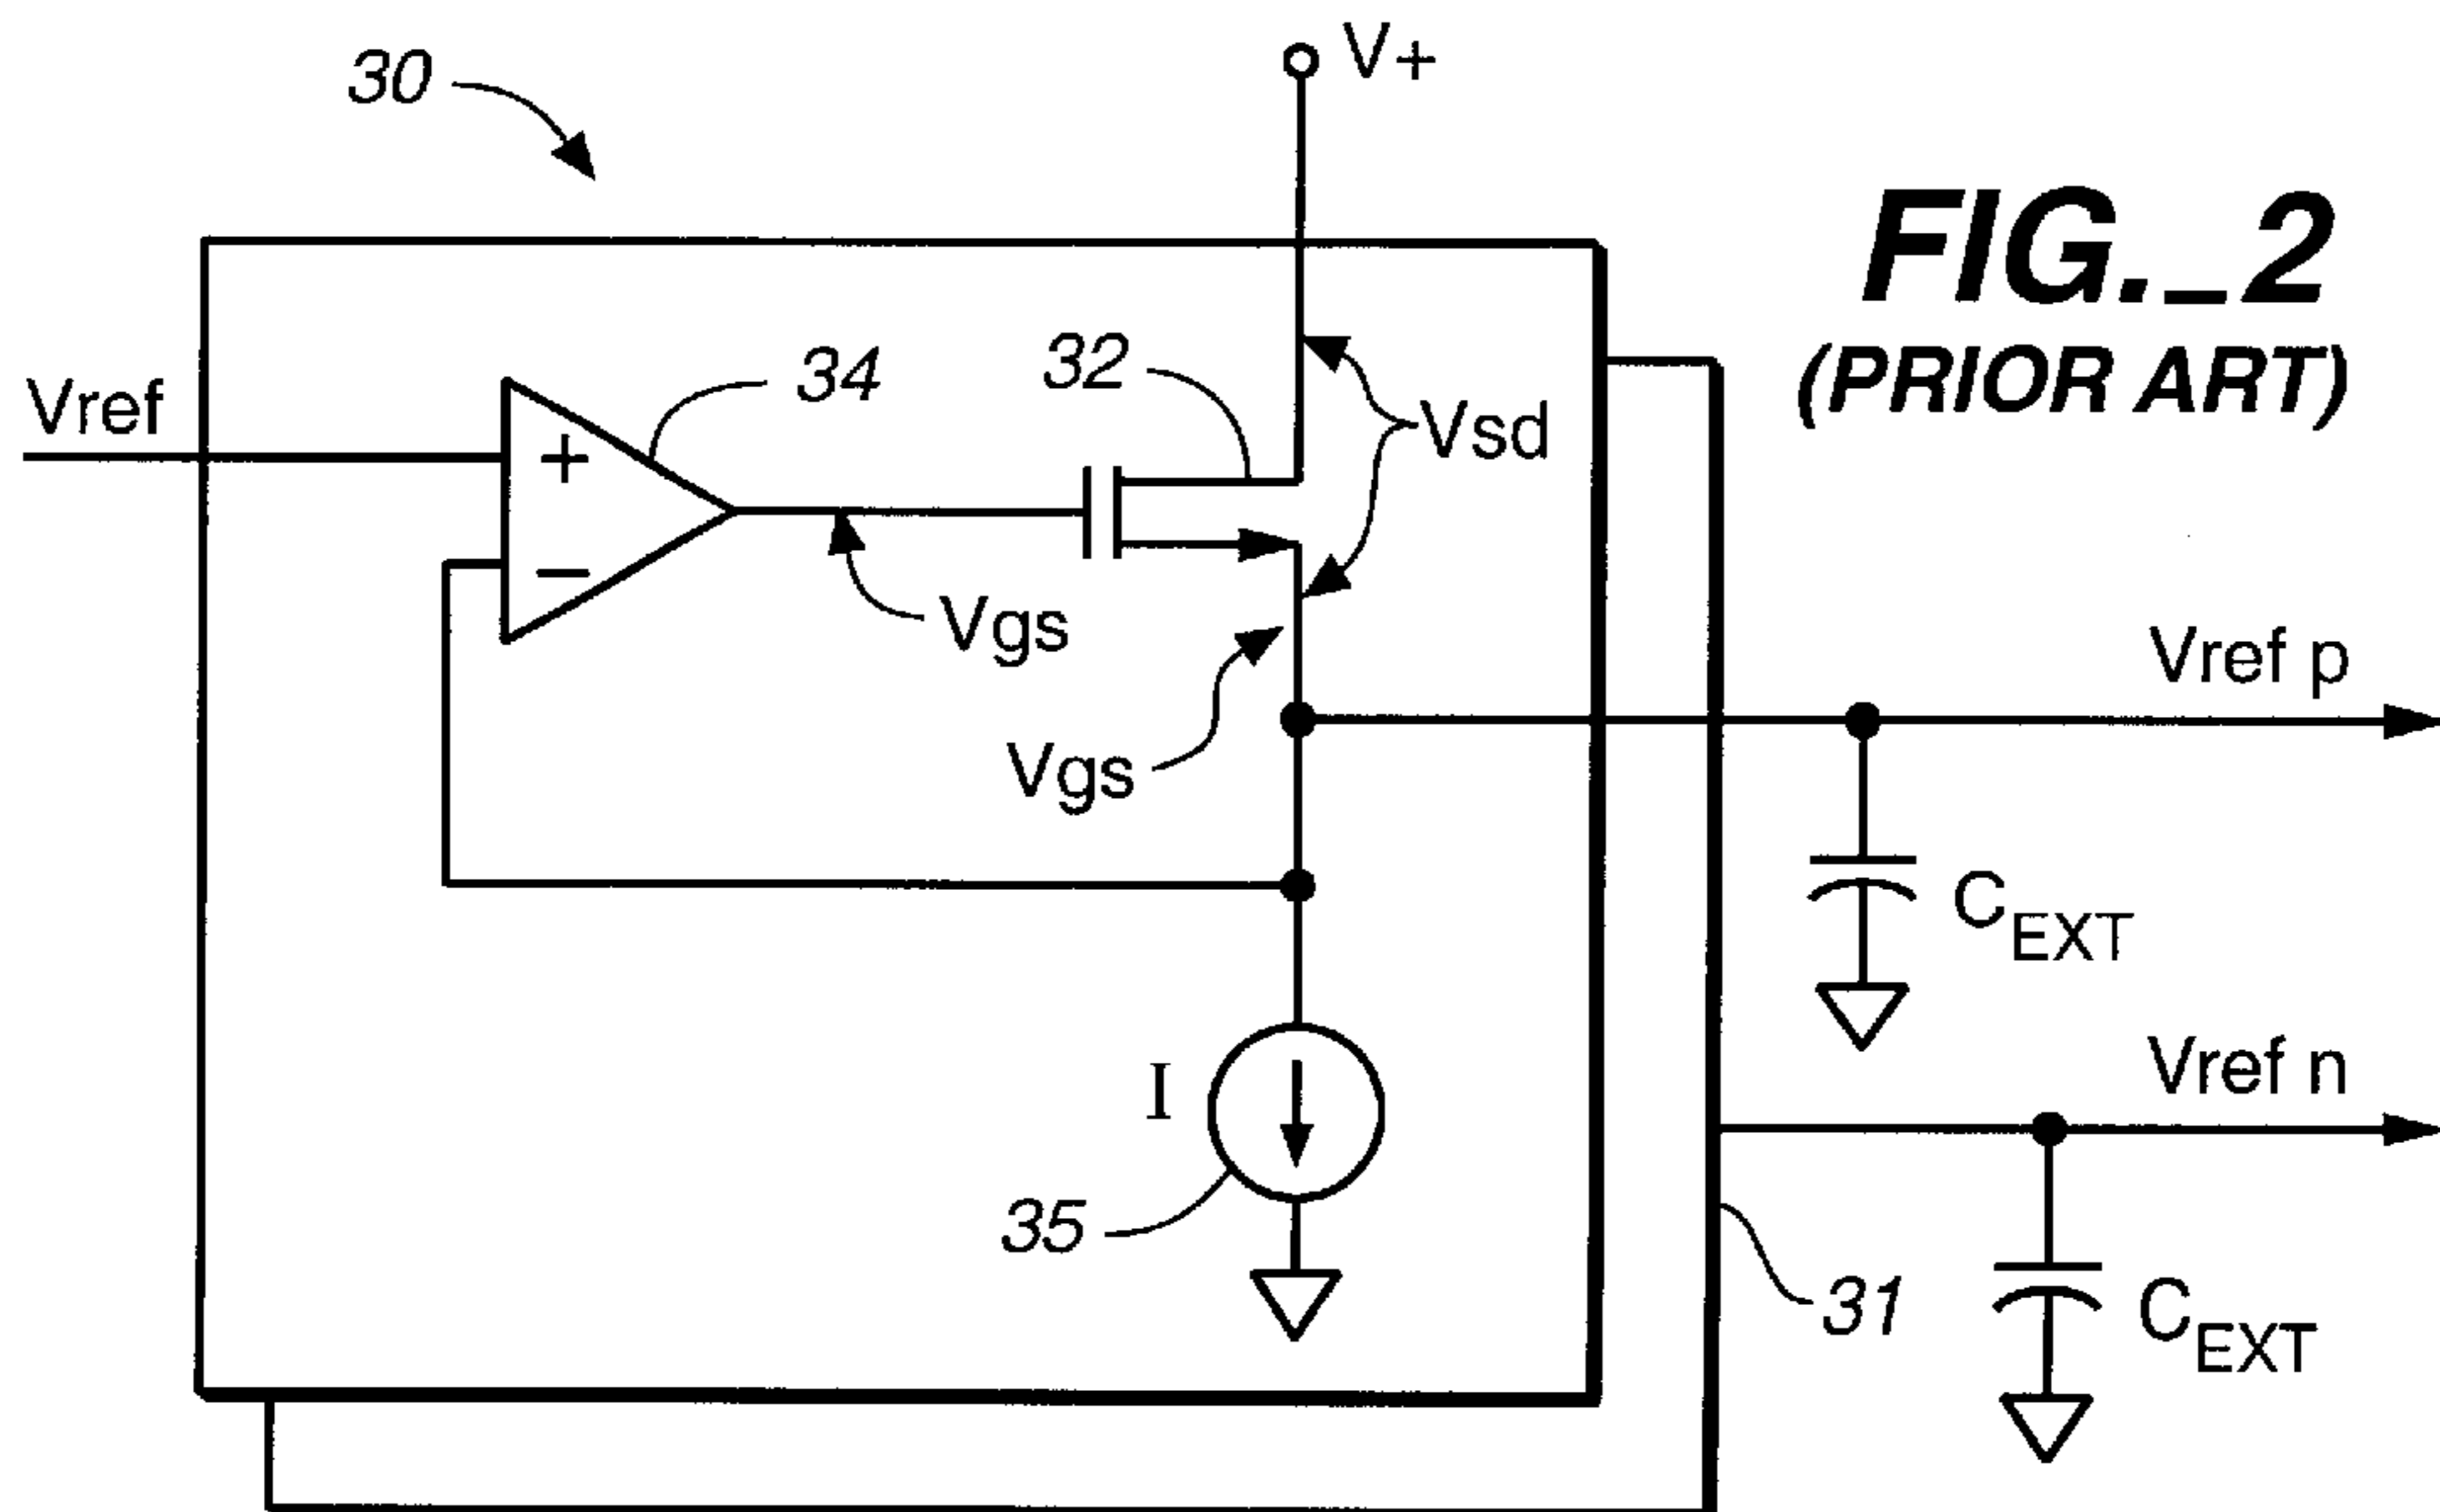 30
V+
FIG._2
(PRIOR ART)
Vref
+
34
32
Vsd
−
Vgs
Vref p
Vgs
C EXT
I
Vref n
35
31
C EXT